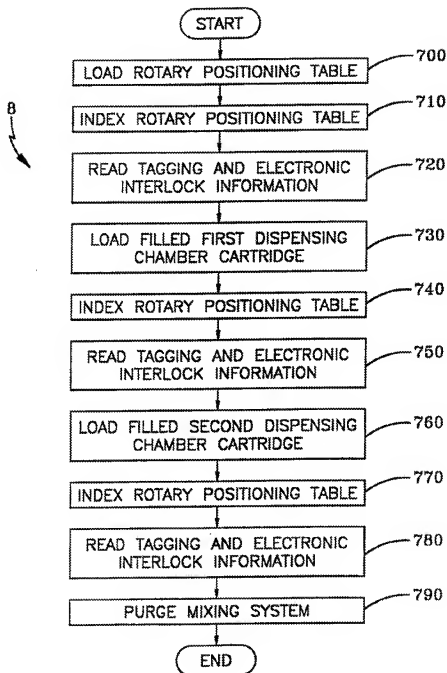 START
LOAD ROTARY POSITIONING TABLE
700
INDEX ROTARY POSITIONING TABLE
710
8
READ TAGGING AND ELECTRONIC
INTERLOCK INFORMATION
720
LOAD FILLED FIRST DISPENSING
CHAMBER CARTRIDGE
730
INDEX ROTARY POSITIONING TABLE
740
READ TAGGING AND ELECTRONIC
INTERLOCK INFORMATION
750
LOAD FILLED SECOND DISPENSING
CHAMBER CARTRIDGE
760
INDEX ROTARY POSITIONING TABLE
770
READ TAGGING AND ELECTRONIC
INTERLOCK INFORMATION
780
PURGE MIXING SYSTEM
790
END